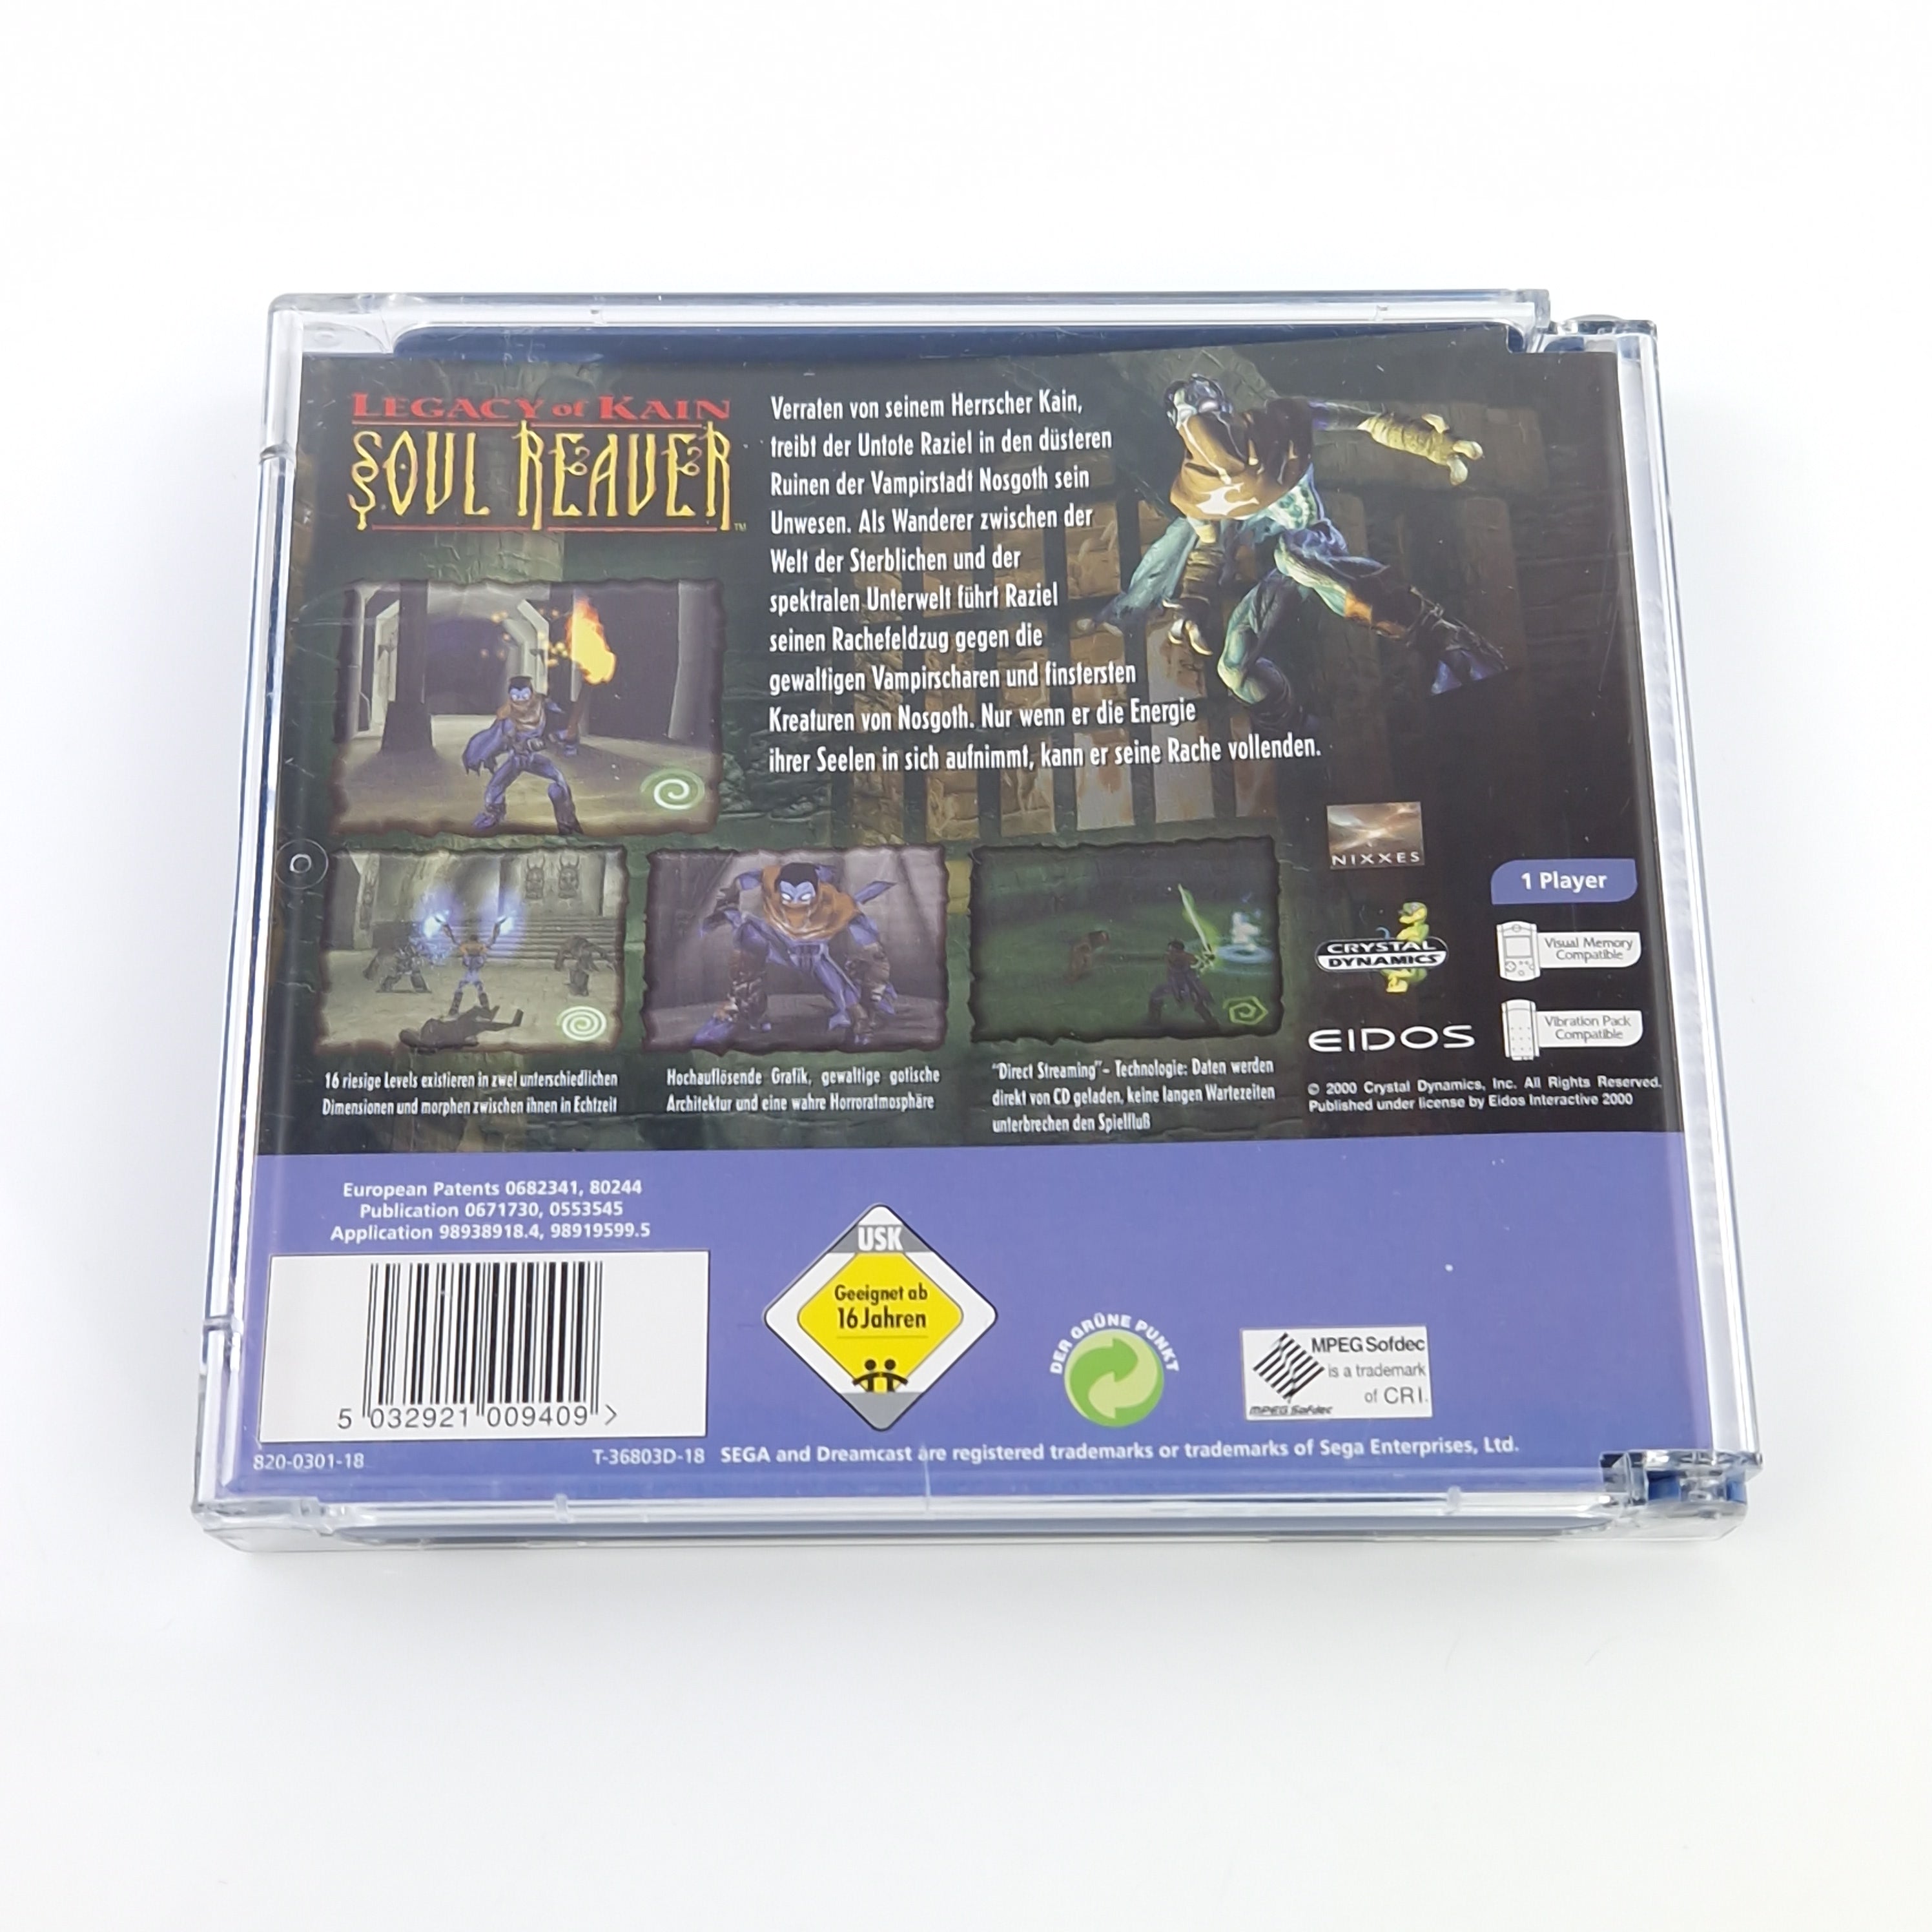 LEGACY of KAIN
SOUL REAVER™
Verraten von seinem Herrscher Kain,
treibt der Untote Raziel in den düsteren
Ruinen der Vampirstadt Nosgoth sein
Unwesen. Als Wanderer zwischen der
Welt der Sterblichen und der
spektralen Unterwelt führt Raziel
seinen Rachefeldzug gegen die
gewaltigen Vampirscharen und finstersten
Kreaturen von Nosgoth. Nur wenn er die Energie
ihrer Seelen in sich aufnimmt, kann er seine Rache vollenden.
16 riesige Levels existieren in zwei unterschiedlichen
Dimensionen und morphen zwischen ihnen in Echtzeit
Hochauflösende Grafik, gewaltige gotische
Architektur und eine wahre Horroratmosphäre
"Direct Streaming"- Technologie: Daten werden
direkt von CD geladen, keine langen Wartezeiten
unterbrechen den Spielfluß
NIXXES
CRYSTAL
DYNAMICS
EIDOS
1 Player
Visual Memory
Compatible
Vibration Pack
Compatible
© 2000 Crystal Dynamics, Inc. All Rights Reserved.
Published under license by Eidos Interactive 2000
European Patents 0682341, 80244
Publication 0671730, 0553545
Application 98938918.4, 98919599.5
5 032921 009409 >
USK
Geeignet ab
16 Jahren
DER GRÜNE PUNKT
MPEG Sofdec
is a trademark
of CRI.
MPEG Sofdec
820-0301-18
T-36803D-18 SEGA and Dreamcast are registered trademarks or trademarks of Sega Enterprises, Ltd.